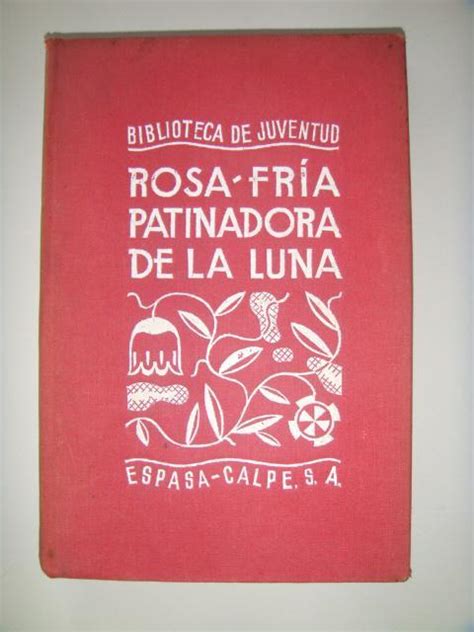 BIBLIOTECA DE JUVENTUD
ROSA-FRÍA
PATINADORA
DE LA LUNA
ESPASA-CALPE, S. A.